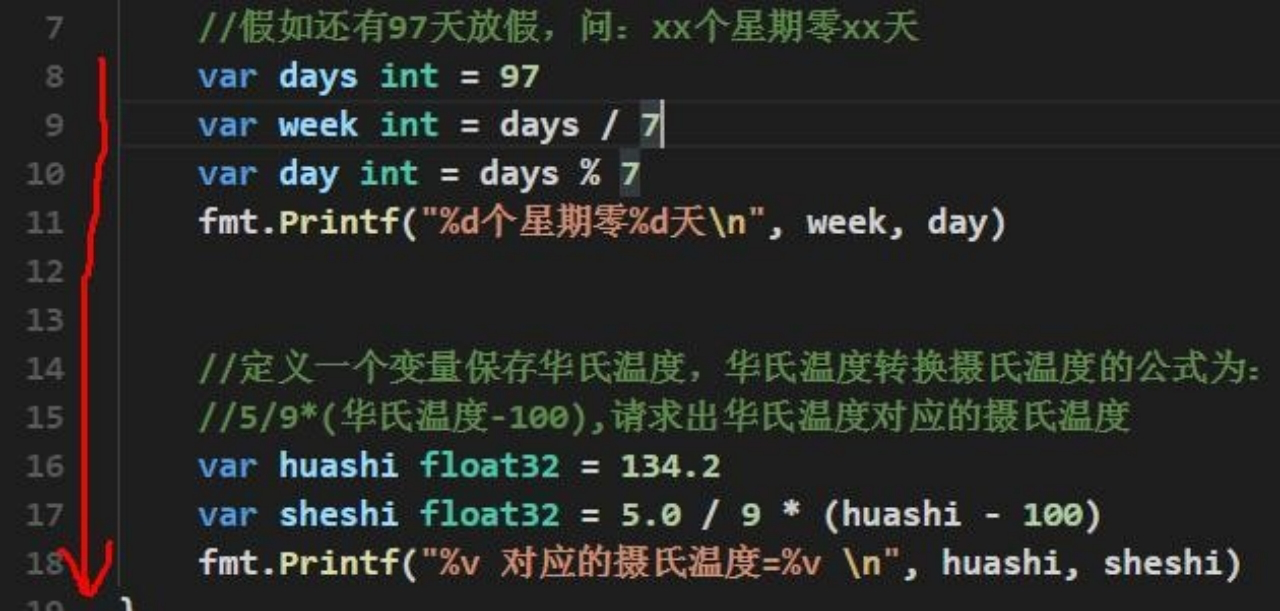 7 //假如还有97天放假，问：xx个星期零xx天
8 var days int = 97
9 var week int = days / 7
10 var day int = days % 7
11 fmt.Printf("%d个星期零%d天\n", week, day)
12
13
14 //定义一个变量保存华氏温度，华氏温度转换摄氏温度的公式为：
15 //5/9*(华氏温度-100),请求出华氏温度对应的摄氏温度
16 var huashi float32 = 134.2
17 var sheshi float32 = 5.0 / 9 * (huashi - 100)
18 fmt.Printf("%v 对应的摄氏温度=%v \n", huashi, sheshi)
19 }